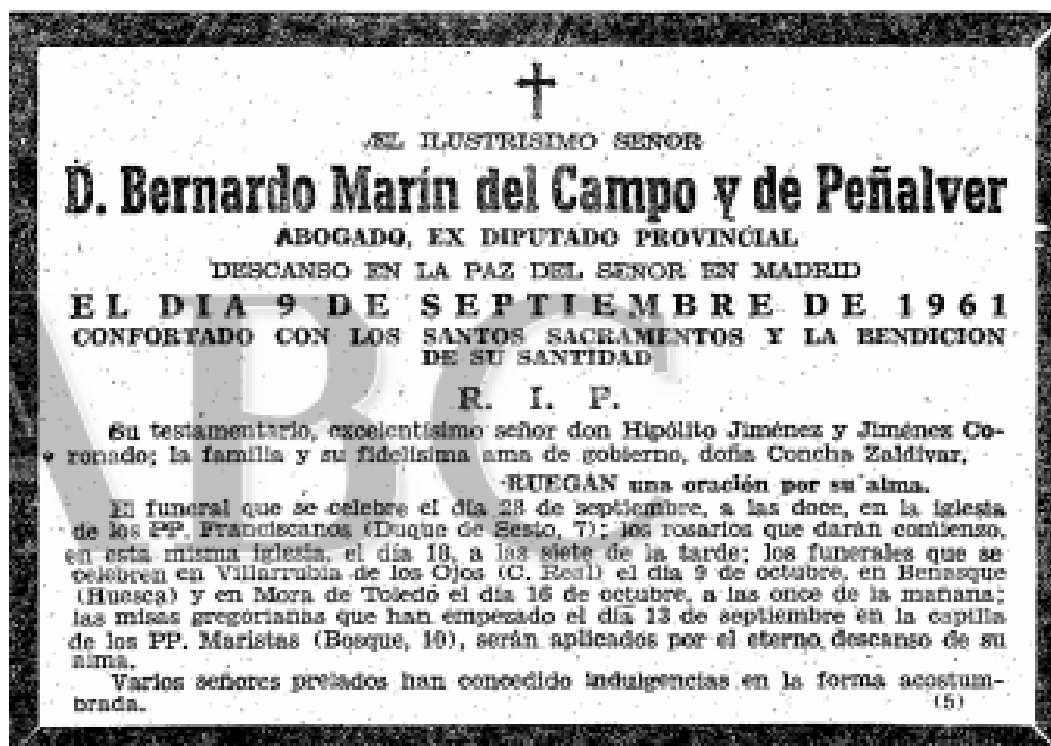 EL ILUSTRISIMO SEÑOR
D. Bernardo Marín del Campo y de Peñalver
ABOGADO, EX DIPUTADO PROVINCIAL
DESCANSO EN LA PAZ DEL SEÑOR EN MADRID
EL DIA 9 DE SEPTIEMBRE DE 1961
CONFORTADO CON LOS SANTOS SACRAMENTOS Y LA BENDICION
DE SU SANTIDAD
R. I. P.
Su testamentario, excelentísimo señor don Hipólito Jiménez y Jiménez Co-
ronado; la familia y su fidelísima ama de gobierno, doña Concha Zaldívar,
RUEGAN una oración por su alma.
El funeral que se celebre el día 28 de septiembre, a las doce, en la iglesia
de los PP. Franciscanos (Duque de Sesto, 7); los rosarios que darán comienso,
en esta misma iglesia, el día 18, a las siete de la tarde; los funerales que se
celebren en Villarrubia de los Ojos (C. Real) el día 9 de octubre, en Benasque
(Huesca) y en Mora de Toledo el día 16 de octubre, a las once de la mañana;
las misas gregorianas que han empezado el día 13 de septiembre en la capilla
de los PP. Maristas (Bosque, 10), serán aplicados por el eterno descanso de su
alma.
Varios señores prelados han concedido indulgencias en la forma acostum-
brada. (5)
ABC